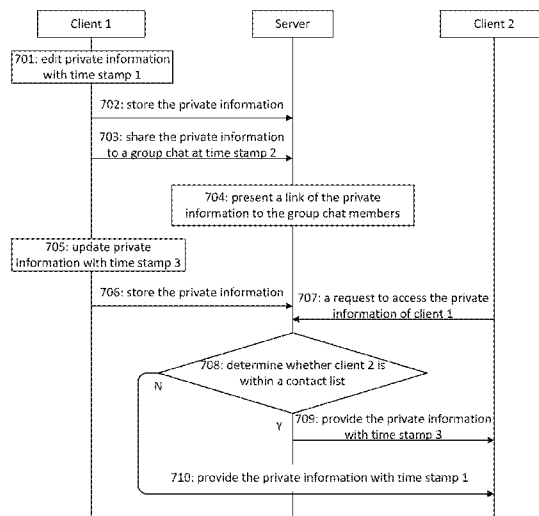 Client 1
Server
Client 2
701: edit private information
with time stamp 1
702: store the private information
703: share the private information
to a group chat at time stamp 2
704: present a link of the private
information to the group chat members
705: update private
information with time stamp 3
706: store the private information
707: a request to access the private
information of client 1
708: determine whether client 2 is
within a contact list
N
Y
709: provide the private information
with time stamp 3
710: provide the private information with time stamp 1